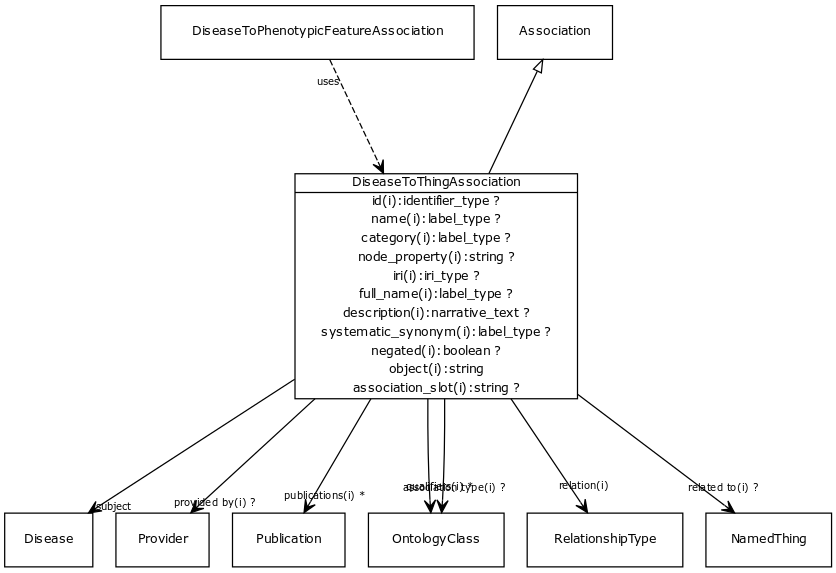 DiseaseToPhenotypicFeatureAssociation
Association
uses
DiseaseToThingAssociation
id(i):identifier_type ?
name(i):label_type ?
category(i):label_type ?
node_property(i):string ?
iri(i):iri_type ?
full_name(i):label_type ?
description(i):narrative_text ?
systematic_synonym(i):label_type ?
negated(i):boolean ?
object(i):string
association_slot(i):string ?
subject
provided by(i) ?
publications(i) *
qualifiers(i) *
association type(i) ?
relation(i)
related to(i) ?
Disease
Provider
Publication
OntologyClass
RelationshipType
NamedThing